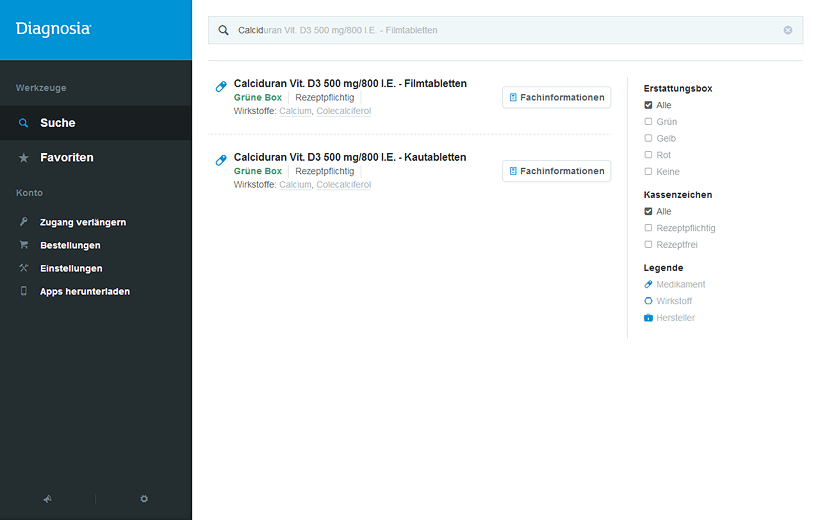 Diagnosia
Werkzeuge
Suche
Favoriten
Konto
Zugang verlängern
Bestellungen
Einstellungen
Apps herunterladen
Calciduran Vit. D3 500 mg/800 I.E. - Filmtabletten
Calciduran Vit. D3 500 mg/800 I.E. - Filmtabletten
Grüne Box Rezeptpflichtig
Wirkstoffe: Calcium, Colecalciferol
Fachinformationen
Calciduran Vit. D3 500 mg/800 I.E. - Kautabletten
Grüne Box Rezeptpflichtig
Wirkstoffe: Calcium, Colecalciferol
Fachinformationen
Erstattungsbox
Alle
Grün
Gelb
Rot
Keine
Kassenzeichen
Alle
Rezeptpflichtig
Rezeptfrei
Legende
Medikament
Wirkstoff
Hersteller